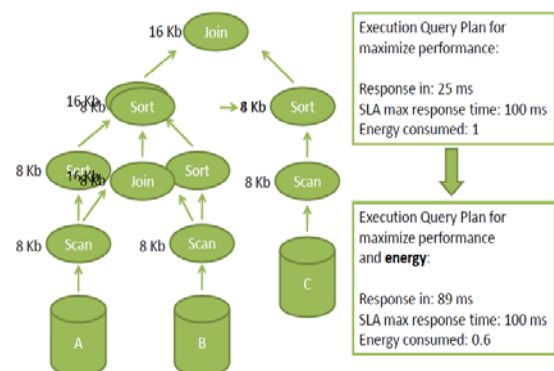 16 Kb
Join
16 Kb
8 Kb
Sort
Sort
8 Kb
Sort
8 Kb
Join
Sort
8 Kb
Scan
8 Kb
Scan
8 Kb
Scan
A
B
C
Execution Query Plan for
maximize performance:
Response in: 25 ms
SLA max response time: 100 ms
Energy consumed: 1
Execution Query Plan for
maximize performance
and energy:
Response in: 89 ms
SLA max response time: 100 ms
Energy consumed: 0.6